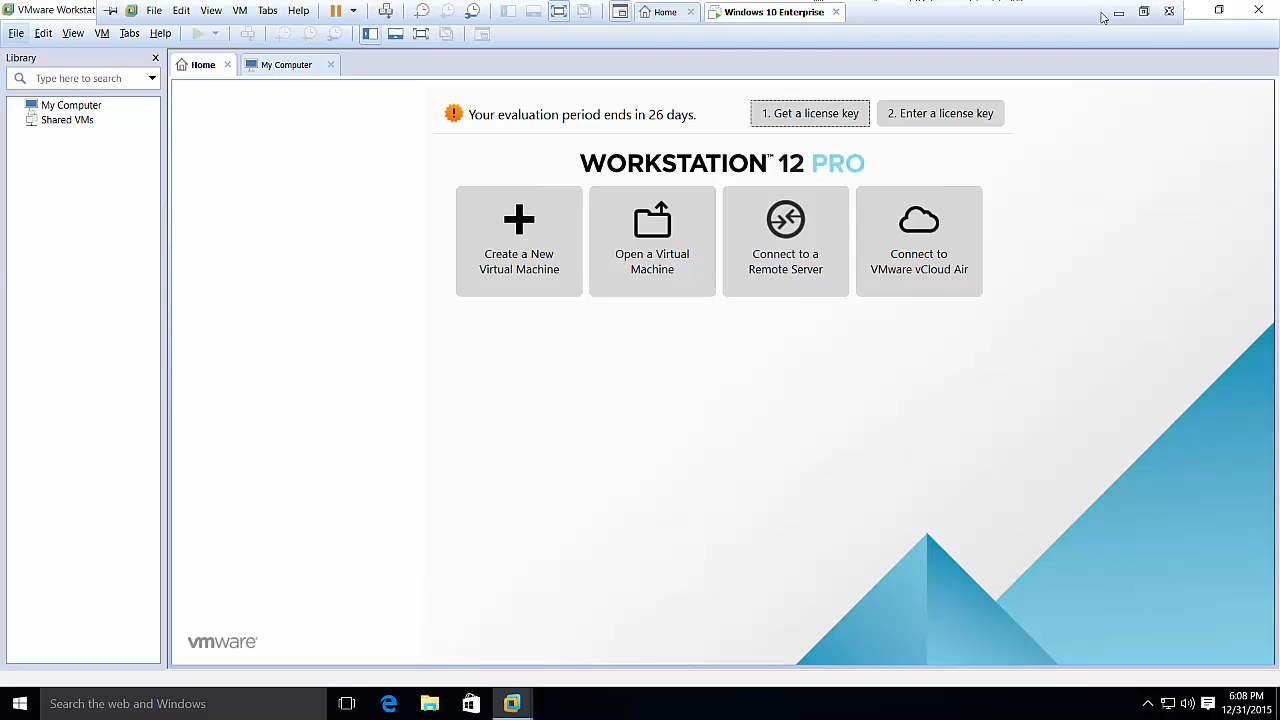 VMware Workstat File Edit View VM Tabs Help Home Windows 10 Enterprise
File Edit View VM Tabs Help
Library
Home My Computer
Type here to search
My Computer
Shared VMs
Your evaluation period ends in 26 days. 1. Get a license key 2. Enter a license key
WORKSTATION™ 12 PRO
Create a New
Virtual Machine
Open a Virtual
Machine
Connect to a
Remote Server
Connect to
VMware vCloud Air
vmware®
Search the web and Windows
6:08 PM
12/31/2015